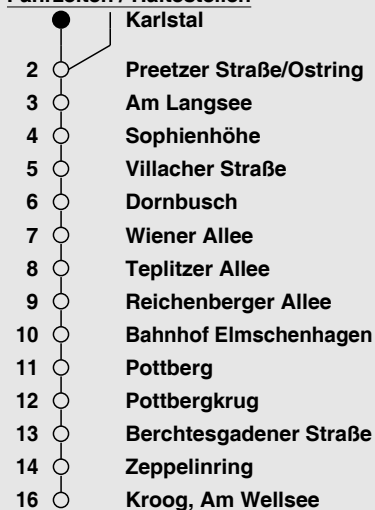 Fahrzeiten / Haltestellen
Karlstal
2 Preetzer Straße/Ostring
3 Am Langsee
4 Sophienhöhe
5 Villacher Straße
6 Dornbusch
7 Wiener Allee
8 Teplitzer Allee
9 Reichenberger Allee
10 Bahnhof Elmschenhagen
11 Pottberg
12 Pottbergkrug
13 Berchtesgadener Straße
14 Zeppelinring
16 Kroog, Am Wellsee